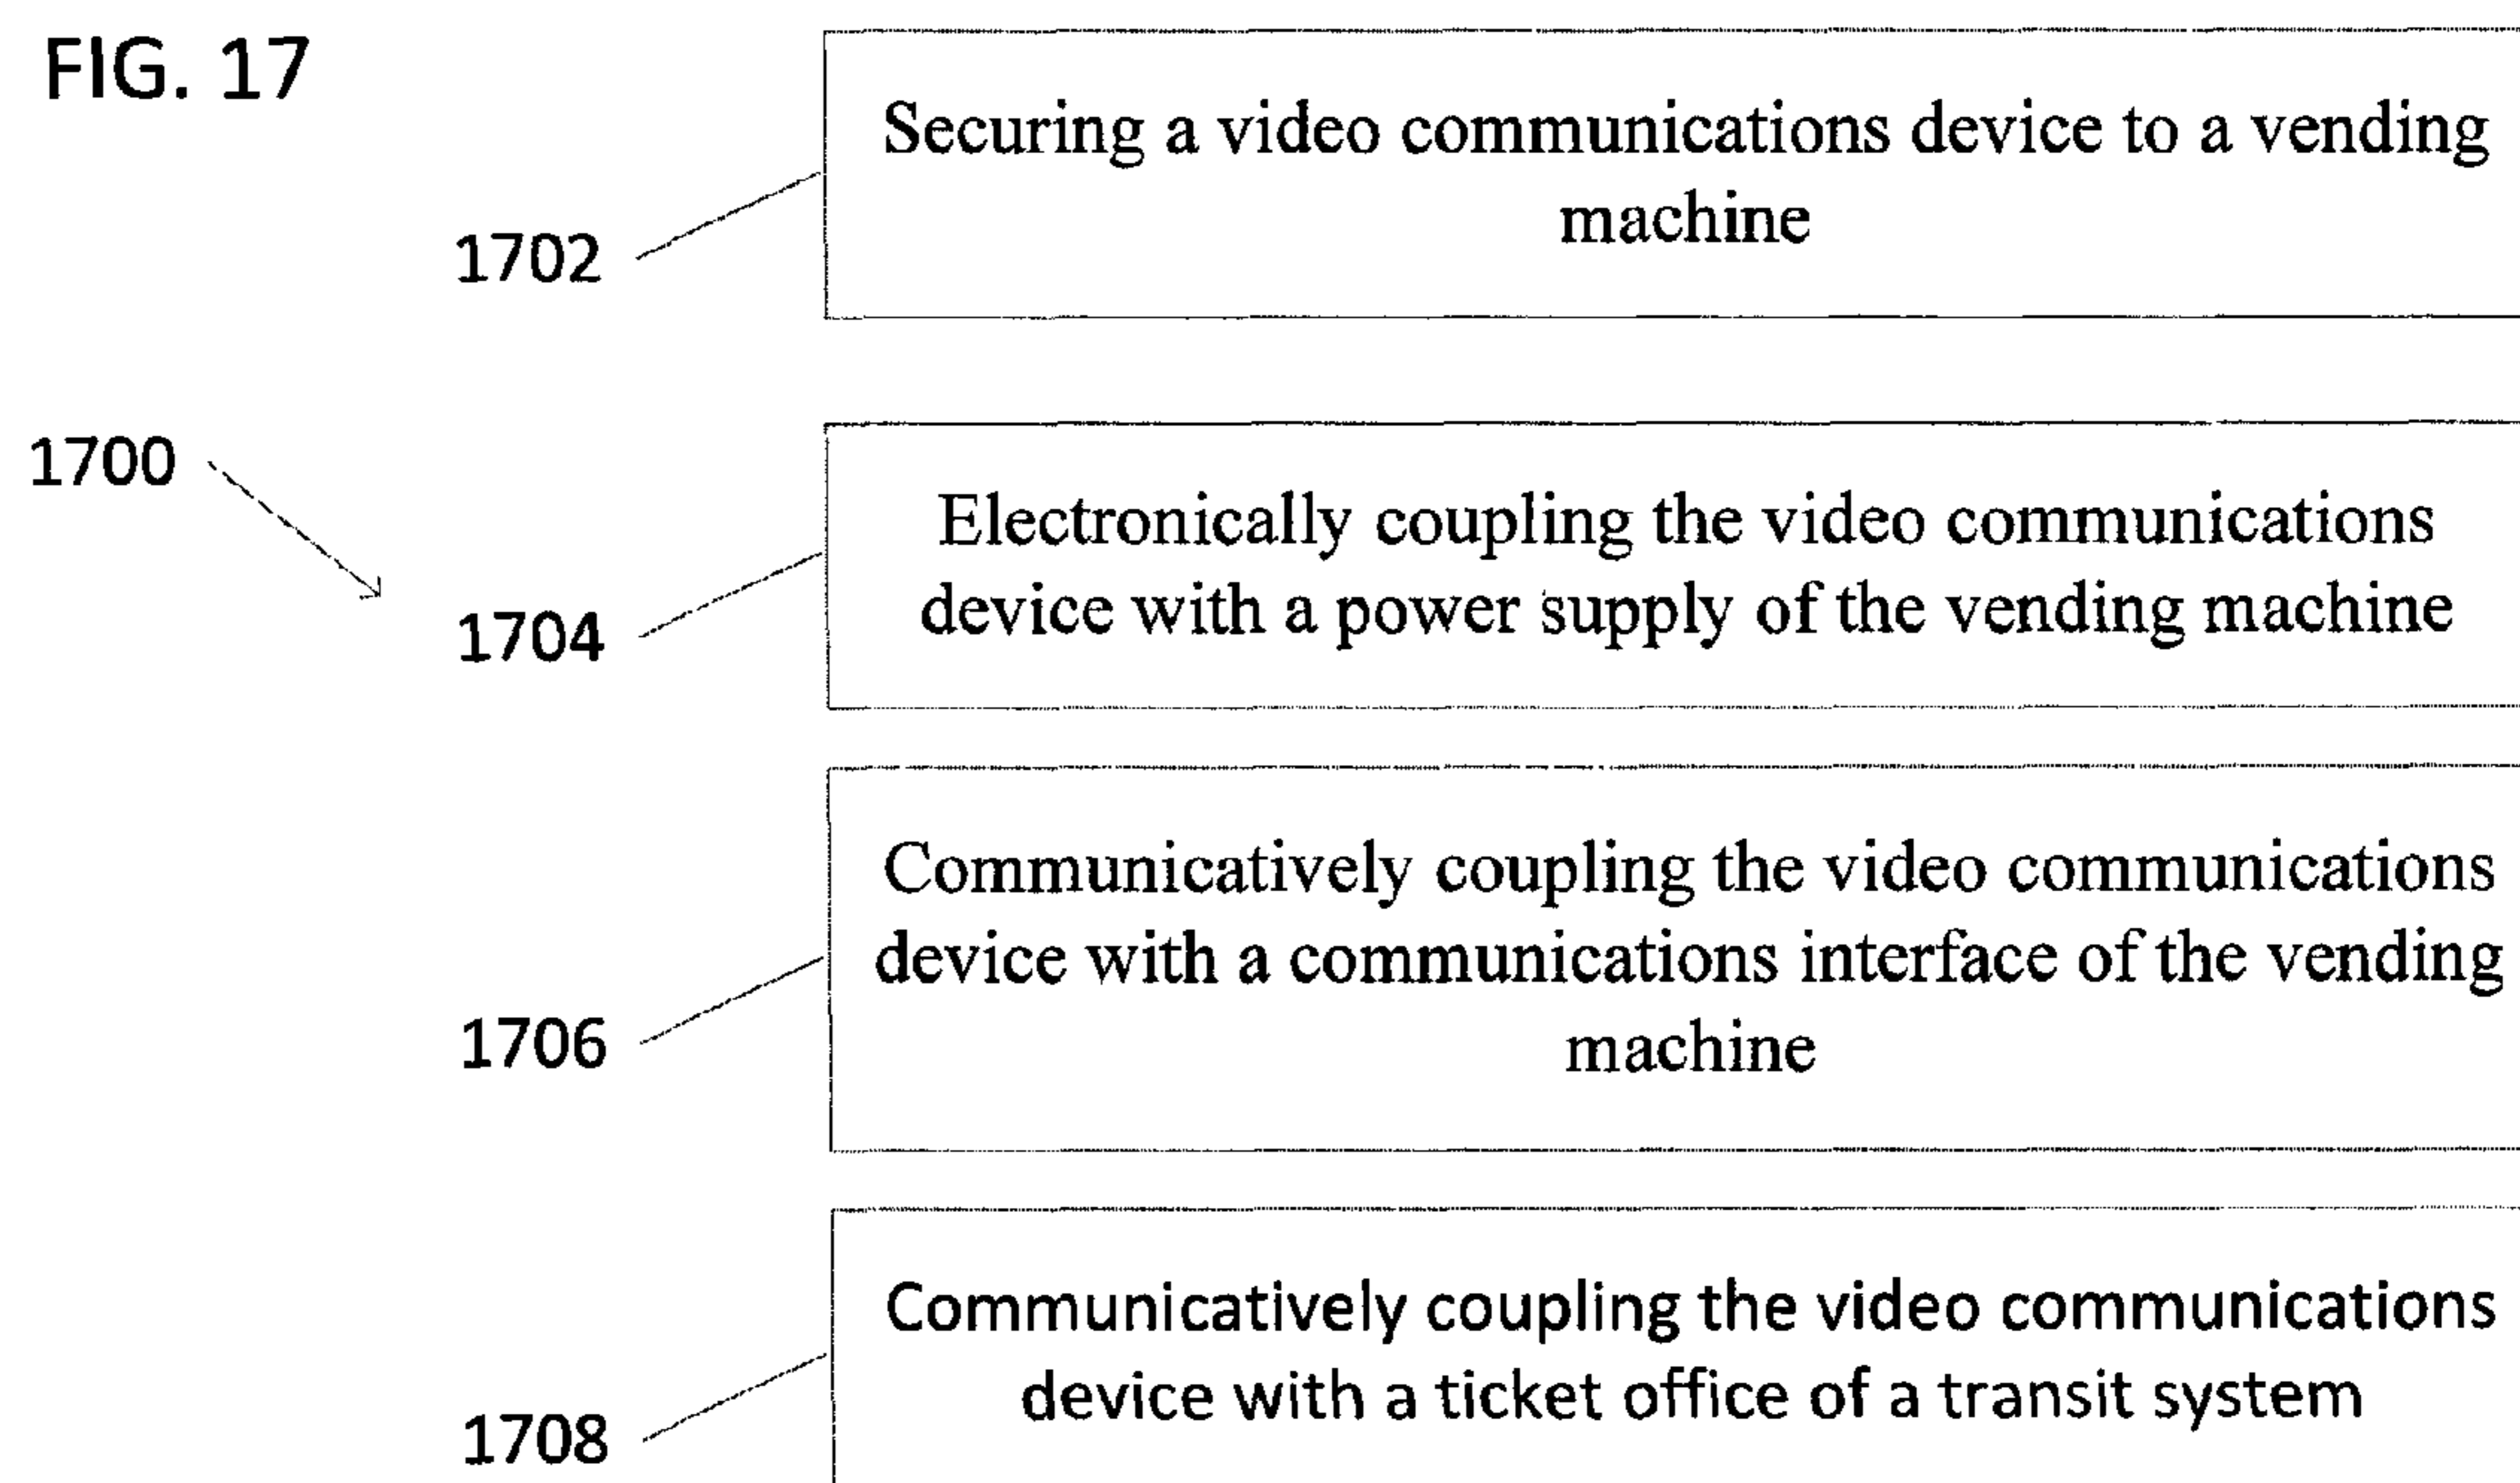 FIG. 17
Securing a video communications device to a vending
machine
1702
1700
Electronically coupling the video communications
device with a power supply of the vending machine
1704
Communicatively coupling the video communications
device with a communications interface of the vending
machine
1706
Communicatively coupling the video communications
device with a ticket office of a transit system
1708